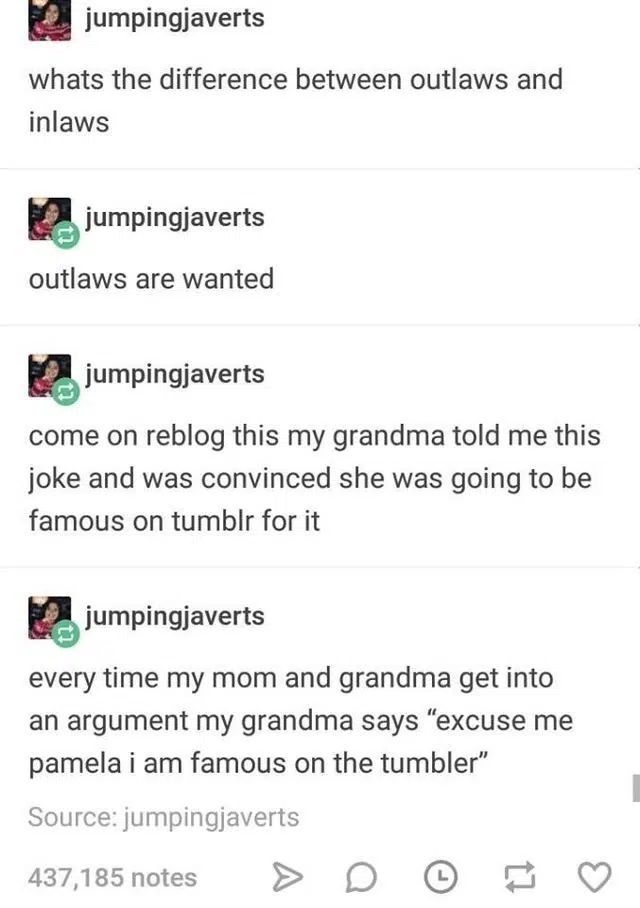 jumpingjaverts
whats the difference between outlaws and
inlaws
jumpingjaverts
outlaws are wanted
jumpingjaverts
come on reblog this my grandma told me this
joke and was convinced she was going to be
famous on tumblr for it
jumpingjaverts
every time my mom and grandma get into
an argument my grandma says “excuse me
pamela i am famous on the tumbler”
Source: jumpingjaverts
437,185 notes